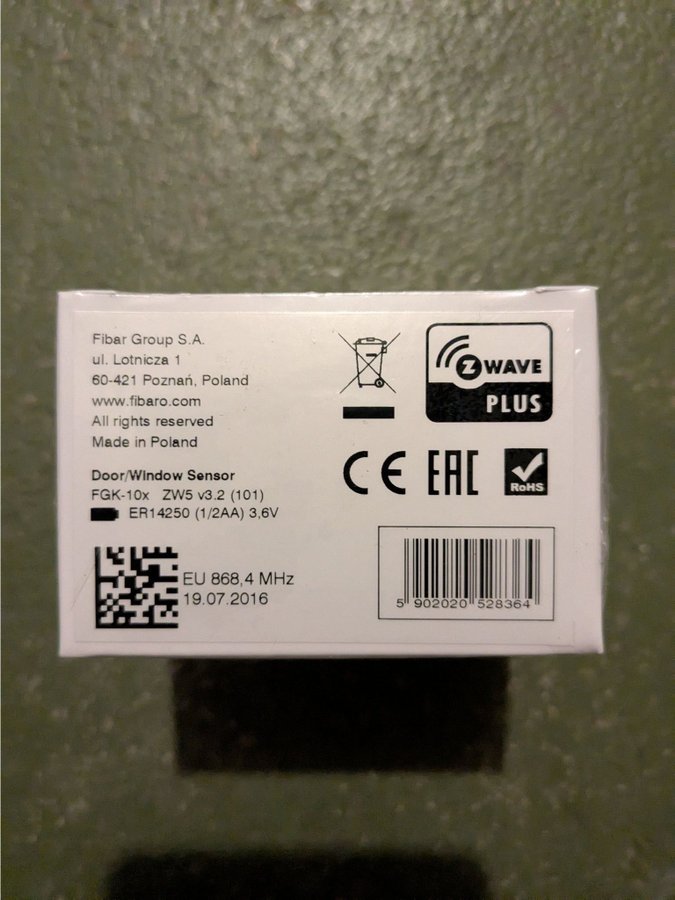 Fibar Group S.A.
ul. Lotnicza 1
60-421 Poznań, Poland
www.fibaro.com
All rights reserved
Made in Poland
Door/Window Sensor
FGK-10x ZW5 v3.2 (101)
ER14250 (1/2AA) 3,6V
EU 868,4 MHz
19.07.2016
Z WAVE
PLUS
CE EAC RoHS
5 902020 528364